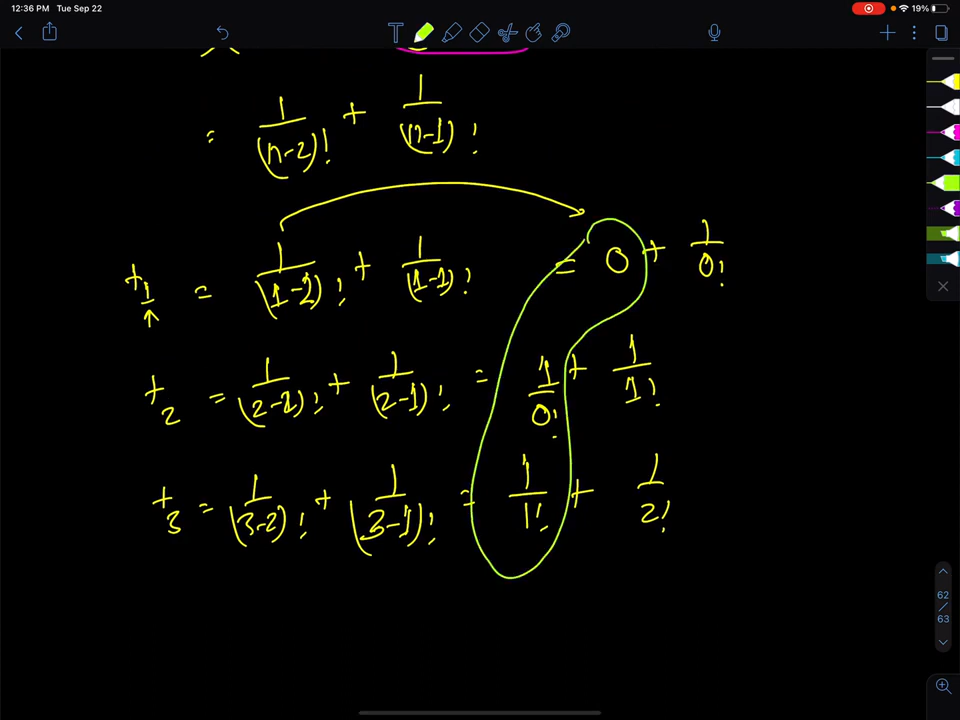 12:36 PM Tue Sep 22 19%
= 1/(n-2)! + 1/(n-1)!
t1 = 1/(1-2)! + 1/(1-1)! = 0 + 1/0!
t2 = 1/(2-2)! + 1/(2-1)! = 1/0! + 1/1!
t3 = 1/(3-2)! + 1/(3-1)! = 1/1! + 1/2!
62
/
63